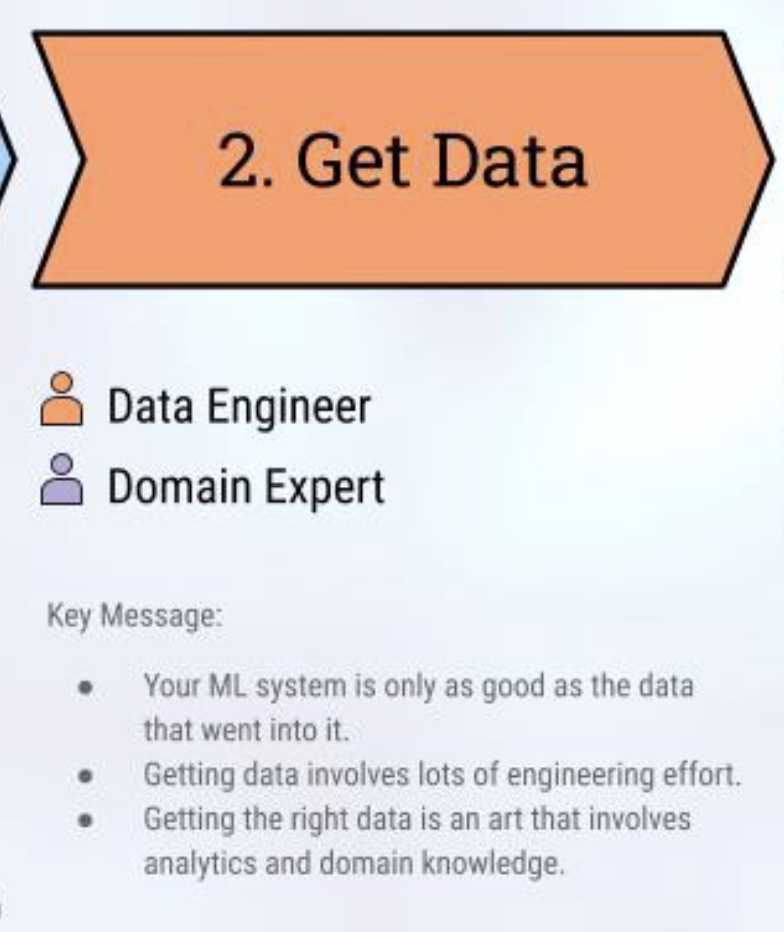 2. Get Data
Data Engineer
Domain Expert
Key Message:
● Your ML system is only as good as the data
that went into it.
● Getting data involves lots of engineering effort.
● Getting the right data is an art that involves
analytics and domain knowledge.